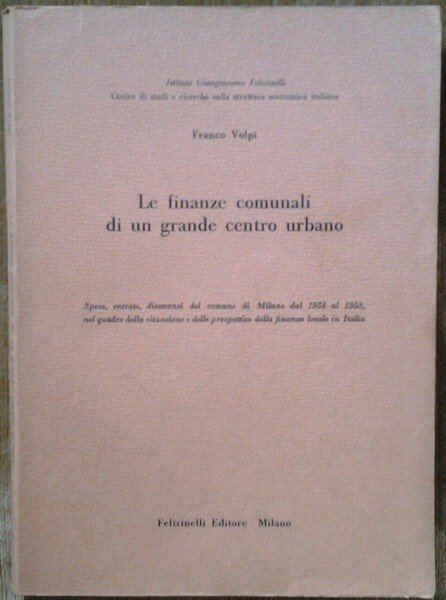 Istituto Giangiacomo Feltrinelli
Centro di studi e ricerche sulla struttura economica italiana
Franco Volpi
Le finanze comunali
di un grande centro urbano
Spese, entrate, disavanzi del comune di Milano dal 1938 al 1958,
nel quadro della situazione e delle prospettive della finanza locale in Italia
Feltrinelli Editore Milano